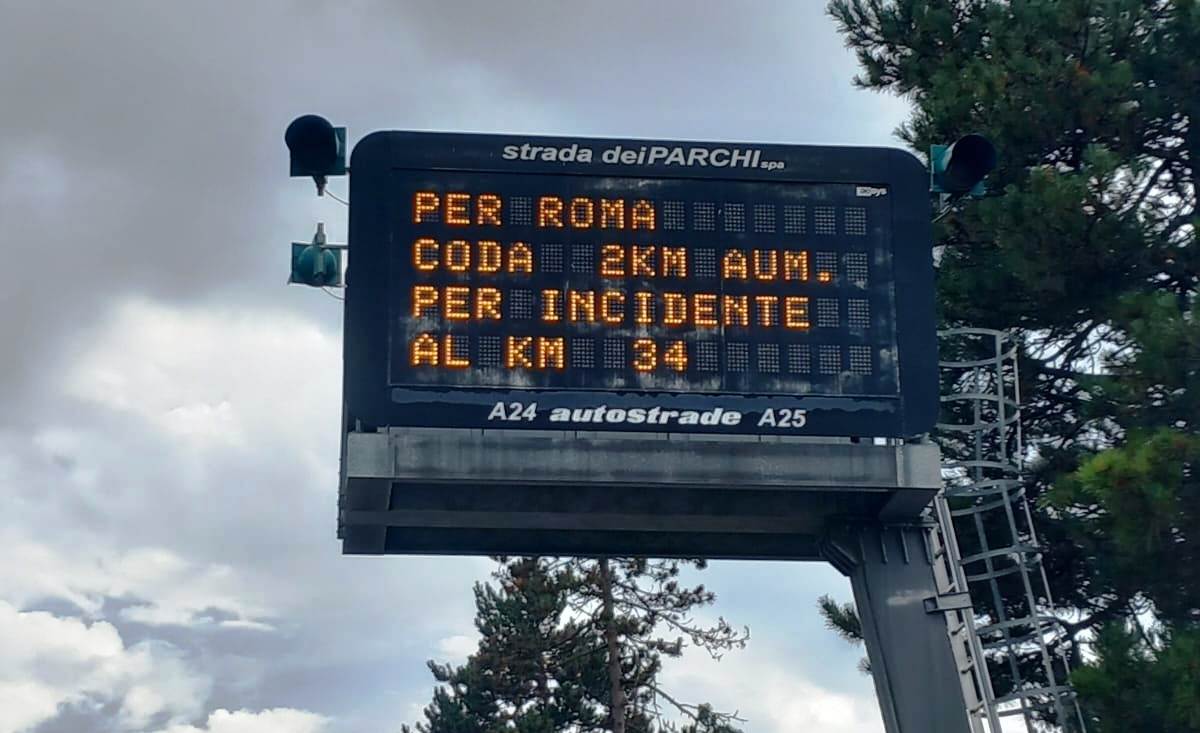 strada deiPARCHI spa
PER ROMA
CODA 2KM AUM.
PER INCIDENTE
AL KM 34
A24 autostrade A25